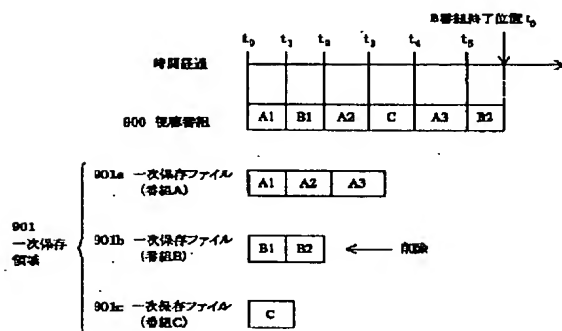 B番組終了位置 t₀
t₀ t₁ t₂ t₃ t₄ t₅
時間経過
900 視聴番組 A1 B1 A2 C A3 B2
901a 一次保存ファイル
(番組A)
A1 A2 A3
901
一次保存
領域
901b 一次保存ファイル
(番組B)
B1 B2 削除
901c 一次保存ファイル
(番組C)
C